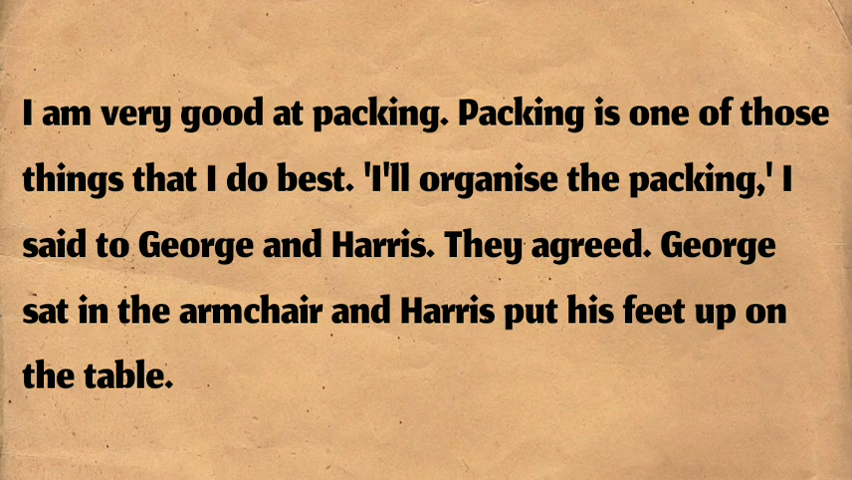 I am very good at packing. Packing is one of those
things that I do best. 'I'll organise the packing,' I
said to George and Harris. They agreed. George
sat in the armchair and Harris put his feet up on
the table.